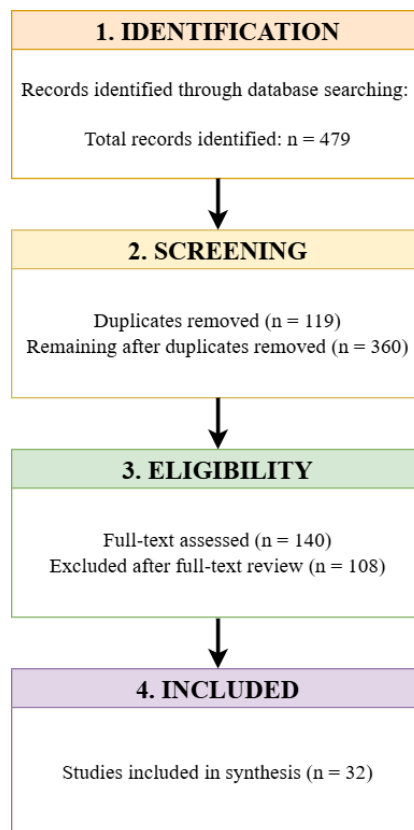 1. IDENTIFICATION
Records identified through database searching:
Total records identified: n = 479
2. SCREENING
Duplicates removed (n = 119)
Remaining after duplicates removed (n = 360)
3. ELIGIBILITY
Full-text assessed (n = 140)
Excluded after full-text review (n = 108)
4. INCLUDED
Studies included in synthesis (n = 32)